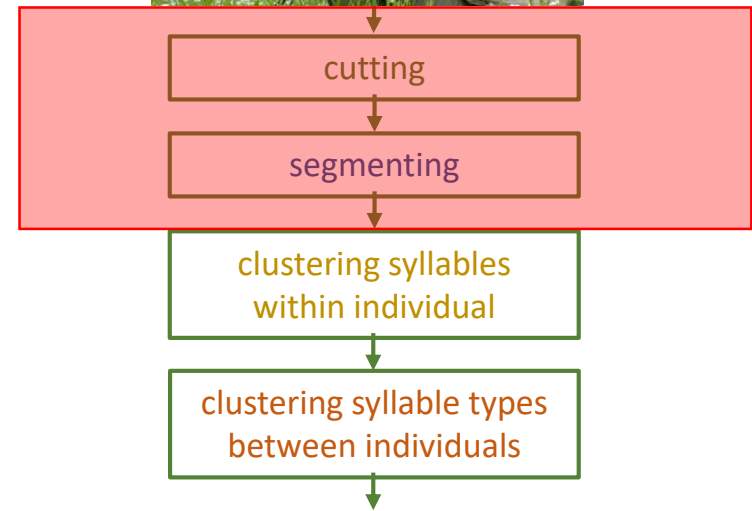 cutting
segmenting
clustering syllables
within individual
clustering syllable types
between individuals